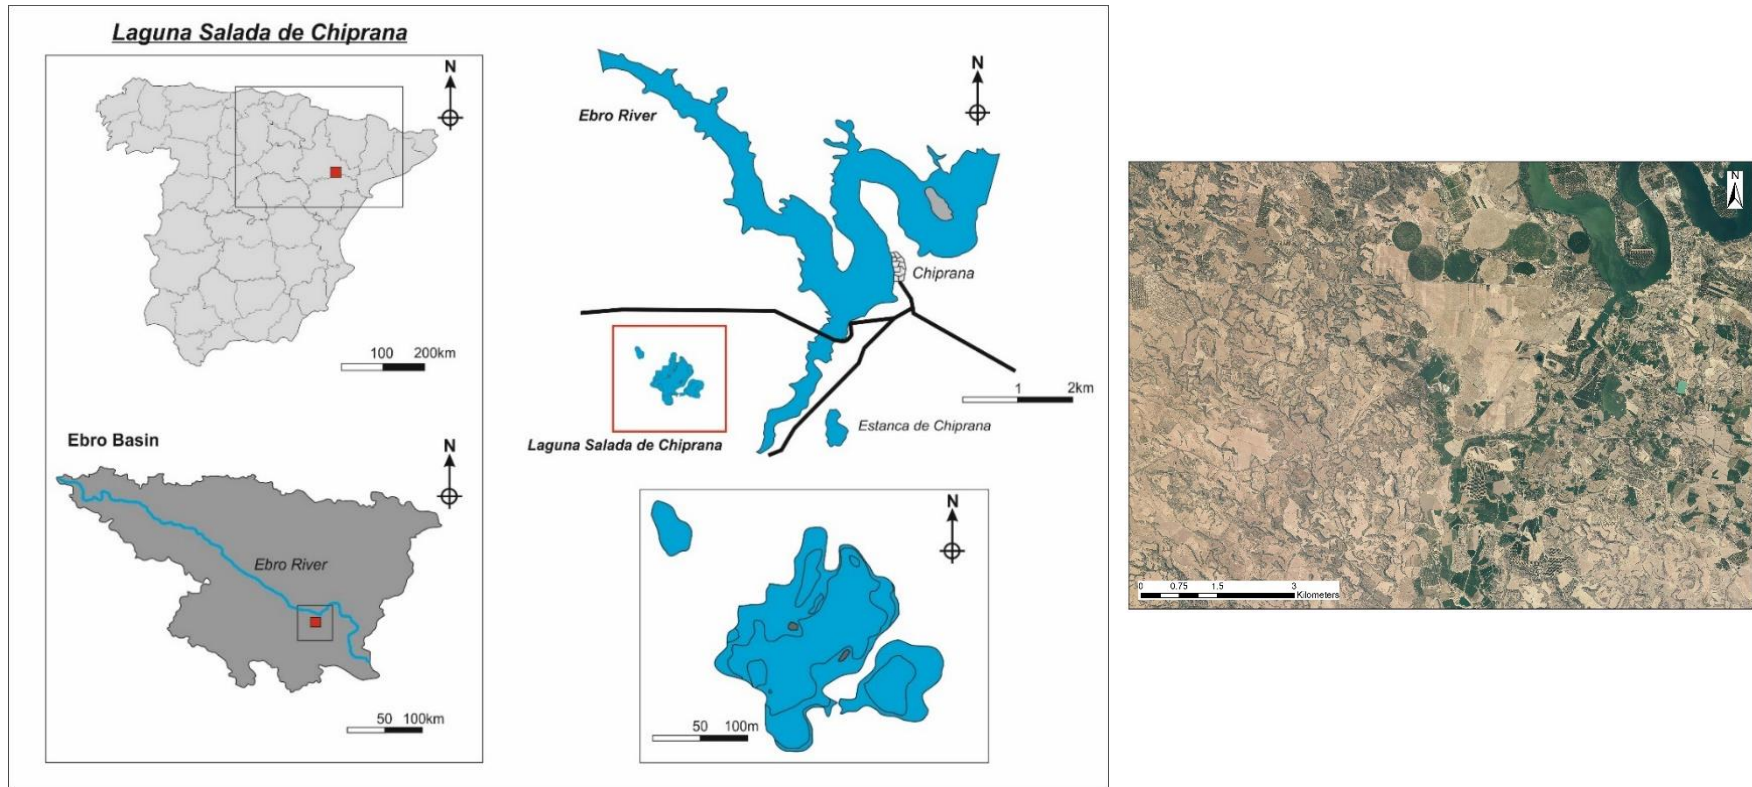 Laguna Salada de Chiprana
N
100 200km
Ebro Basin
N
Ebro River
50 100km
N
Ebro River
Chiprana
1 2km
Estanca de Chiprana
Laguna Salada de Chiprana
N
50 100m
N
0 0.75 1.5 3
Kilometers